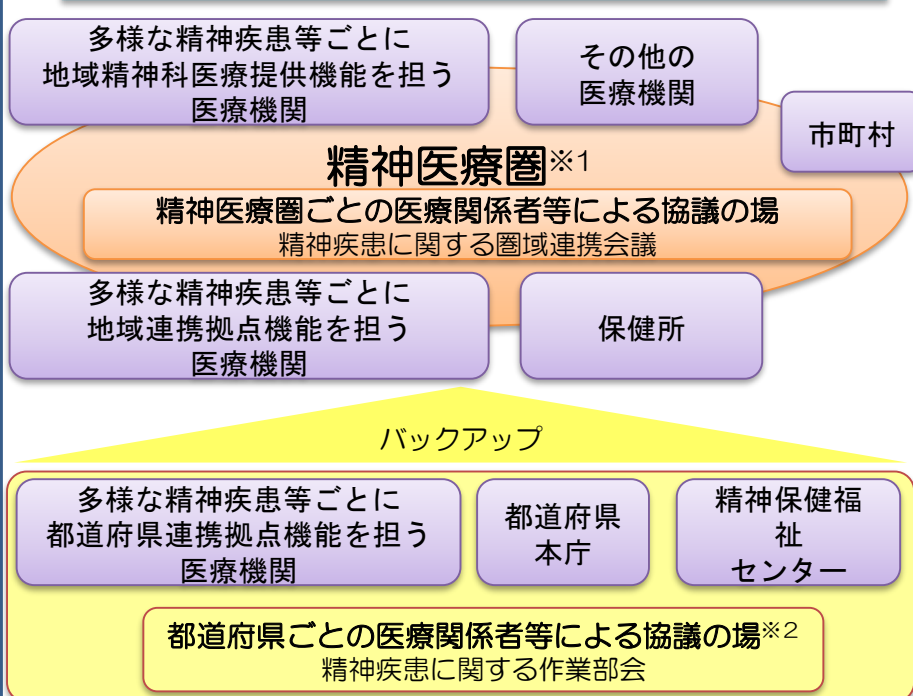 多様な精神疾患等ごとに
地域精神科医療提供機能を担う
医療機関
その他の
医療機関
市町村
精神医療圏※1
精神医療圏ごとの医療関係者等による協議の場
精神疾患に関する圏域連携会議
多様な精神疾患等ごとに
地域連携拠点機能を担う
医療機関
保健所
バックアップ
多様な精神疾患等ごとに
都道府県連携拠点機能を担う
医療機関
都道府県
本庁
精神保健福
祉
センター
都道府県ごとの医療関係者等による協議の場※2
精神疾患に関する作業部会